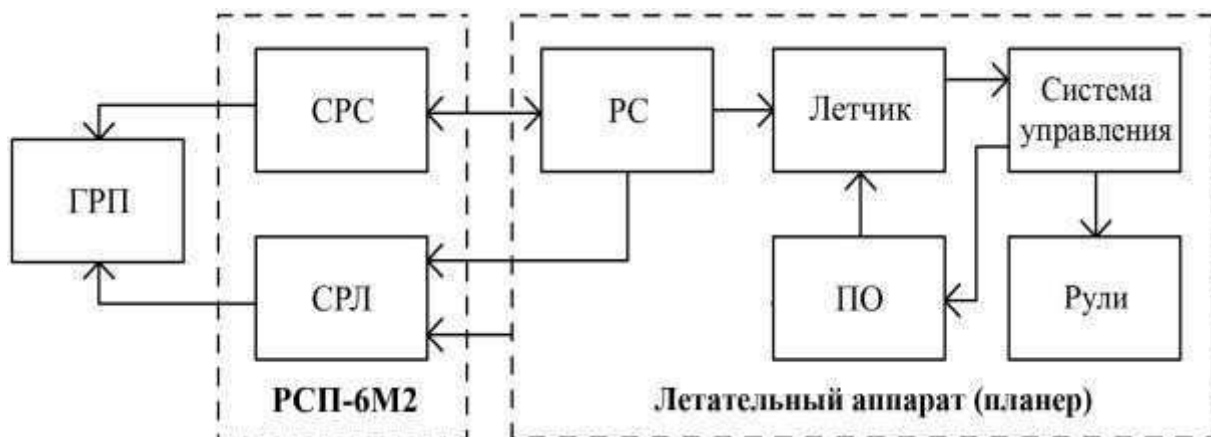 СРС
РС
Летчик
Система
управления
ГРП
СРЛ
ПО
Рули
РСП-6М2
Летательный аппарат (планер)